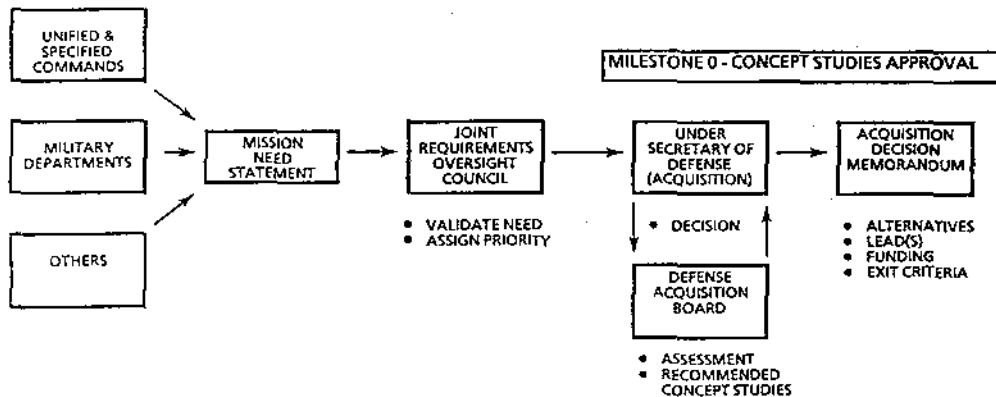 UNIFIED &
SPECIFIED
COMMANDS
MILESTONE 0 - CONCEPT STUDIES APPROVAL
MILITARY
DEPARTMENTS
MISSION
NEED
STATEMENT
JOINT
REQUIREMENTS
OVERSIGHT
COUNCIL
UNDER
SECRETARY OF
DEFENSE
(ACQUISITION)
ACQUISITION
DECISION
MEMORANDUM
• VALIDATE NEED
• ASSIGN PRIORITY
• DECISION
• ALTERNATIVES
• LEAD(S)
• FUNDING
• EXIT CRITERIA
OTHERS
DEFENSE
ACQUISITION
BOARD
• ASSESSMENT
• RECOMMENDED
CONCEPT STUDIES